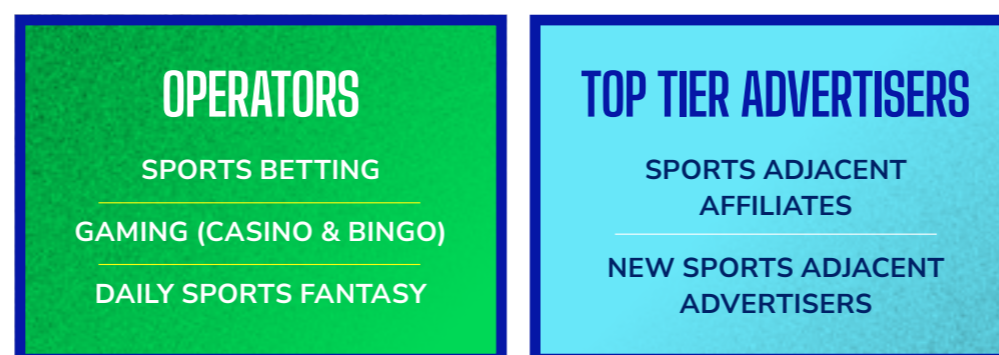 OPERATORS
SPORTS BETTING
GAMING (CASINO & BINGO)
DAILY SPORTS FANTASY
TOP TIER ADVERTISERS
SPORTS ADJACENT
AFFILIATES
NEW SPORTS ADJACENT
ADVERTISERS